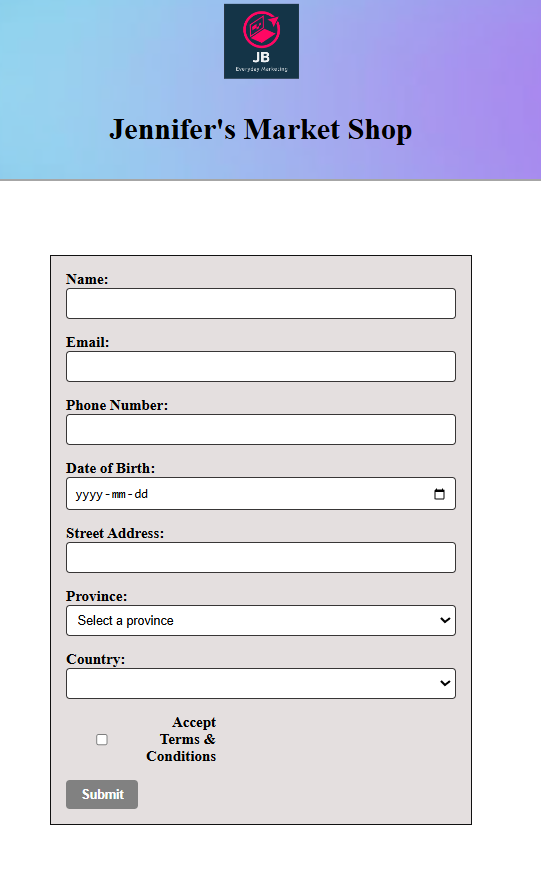 JB
Everyday Marketing
Jennifer's Market Shop
Name:
Email:
Phone Number:
Date of Birth:
yyyy-mm-dd
Street Address:
Province:
Select a province
Country:
Accept
Terms &
Conditions
Submit